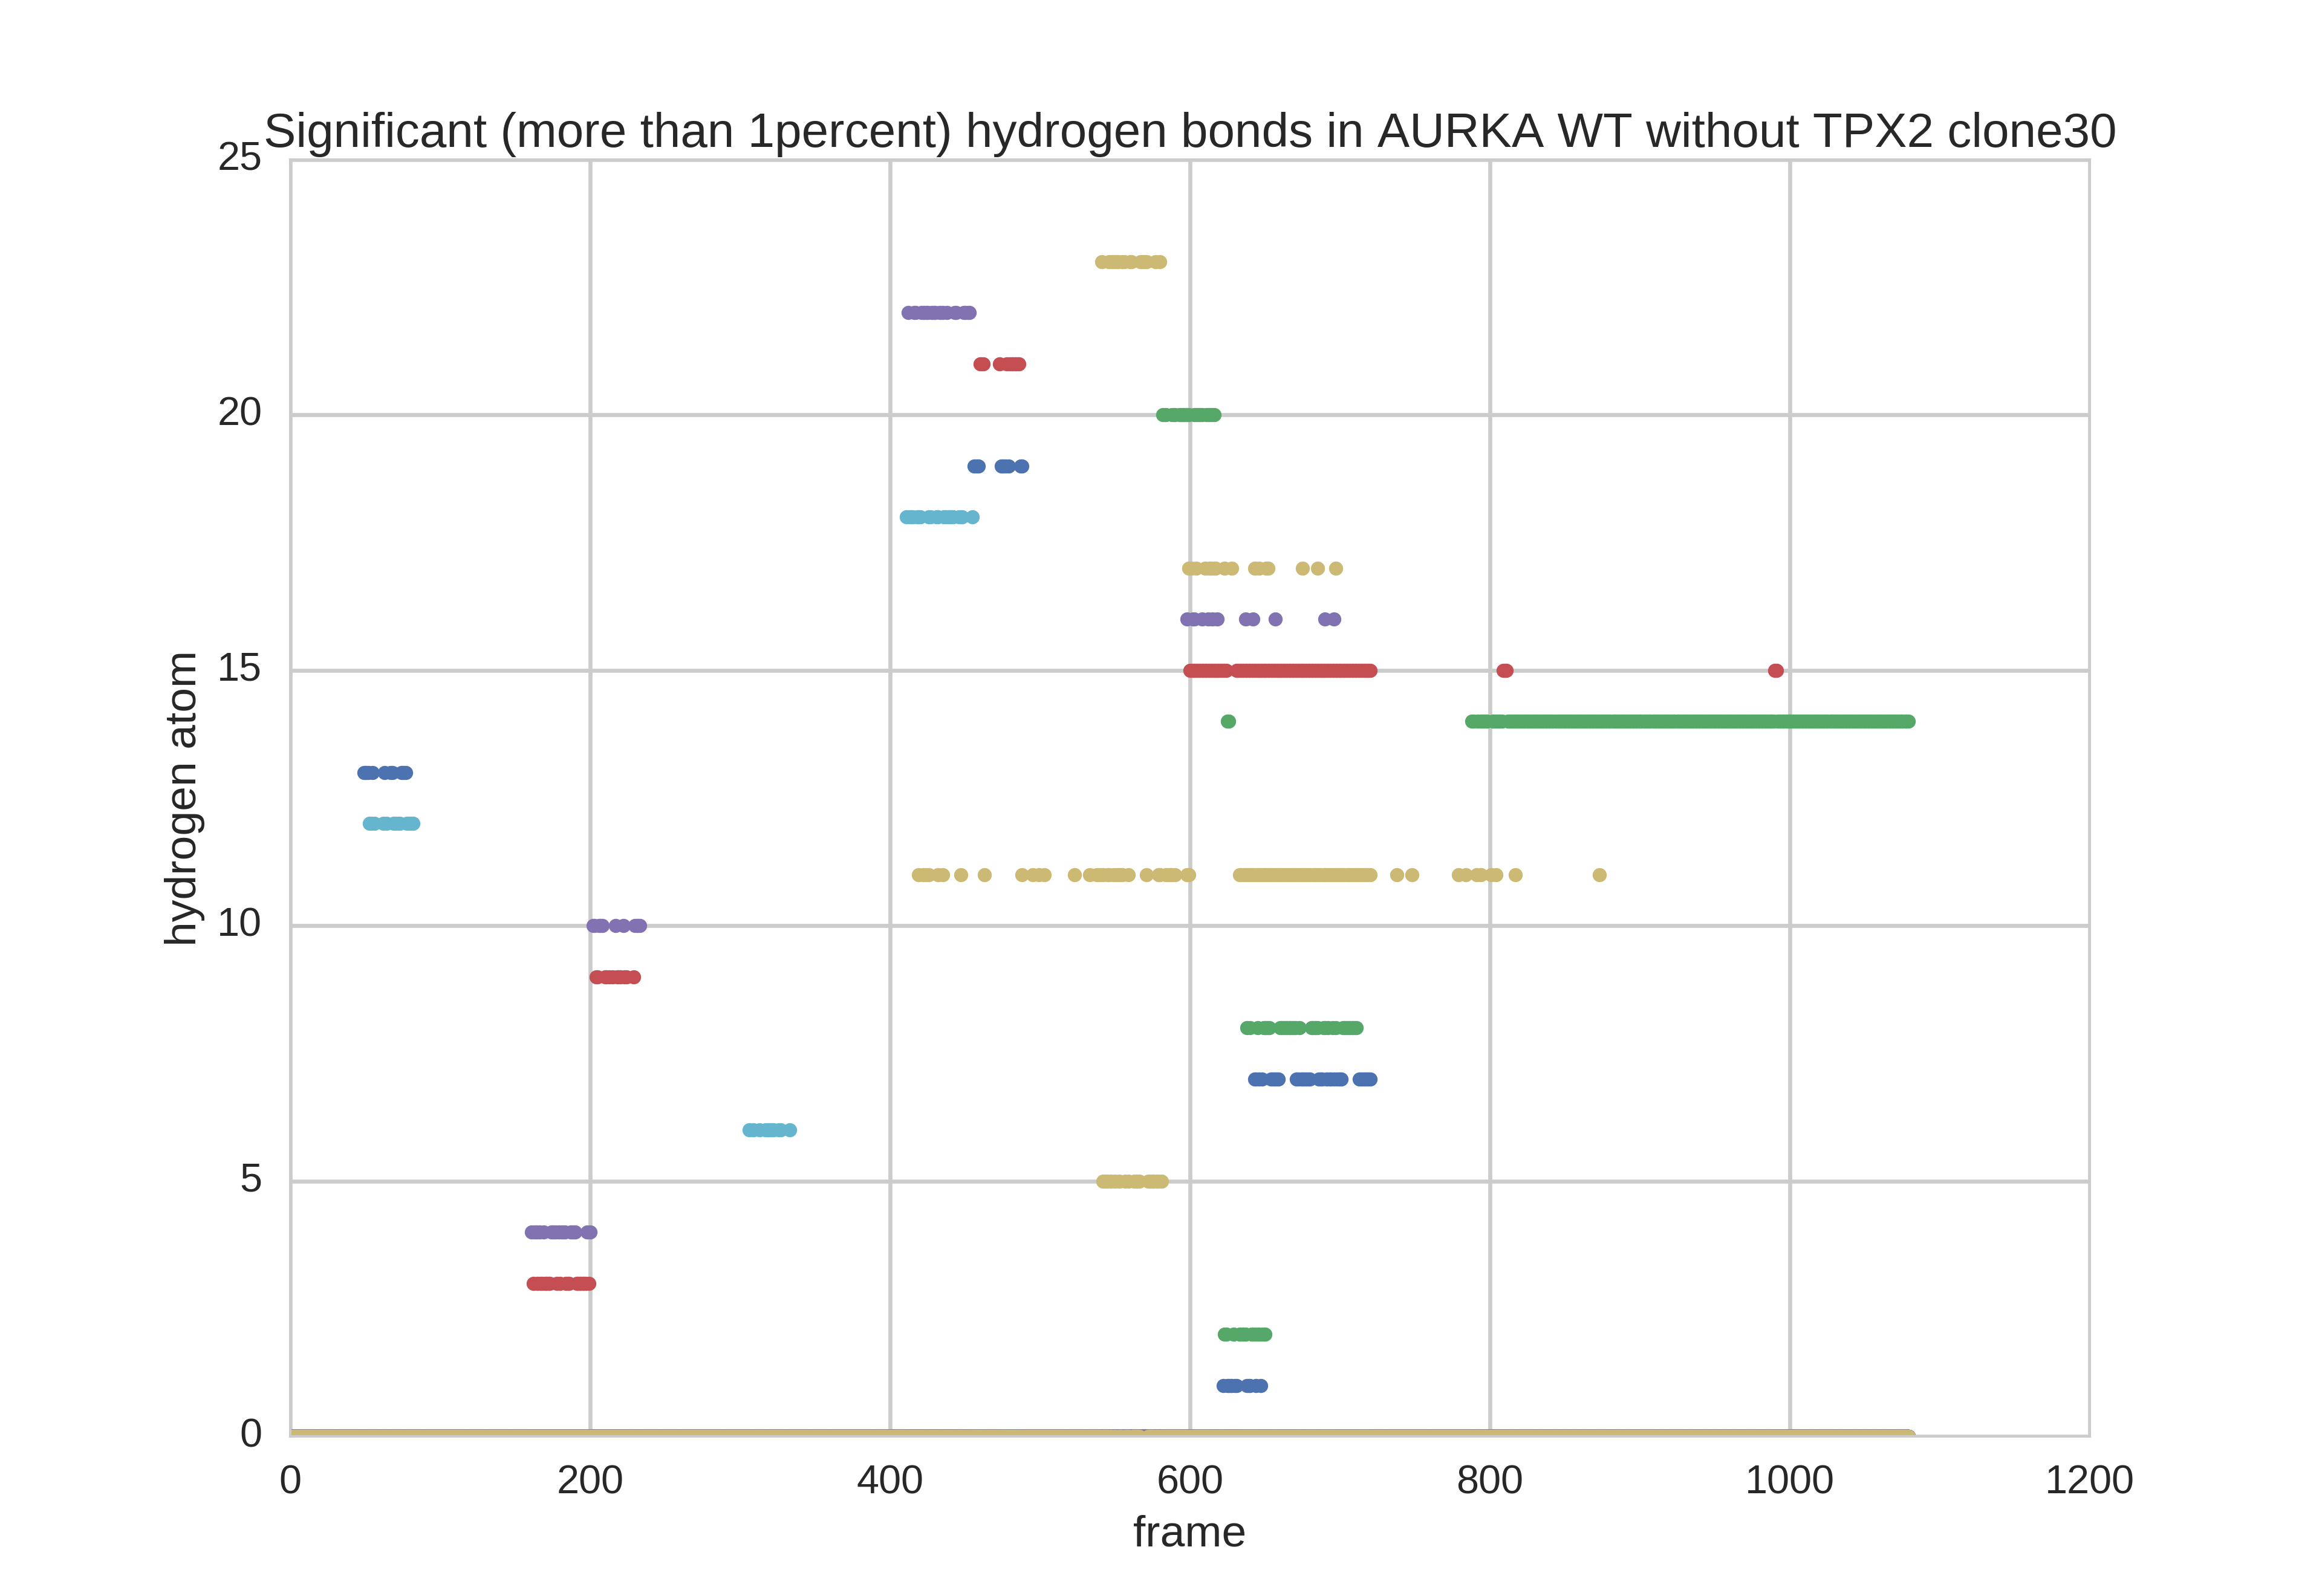 Significant (more than 1percent) hydrogen bonds in AURKA WT without TPX2 clone30
25
20
15
10
5
0
hydrogen atom
0 200 400 600 800 1000 1200
frame